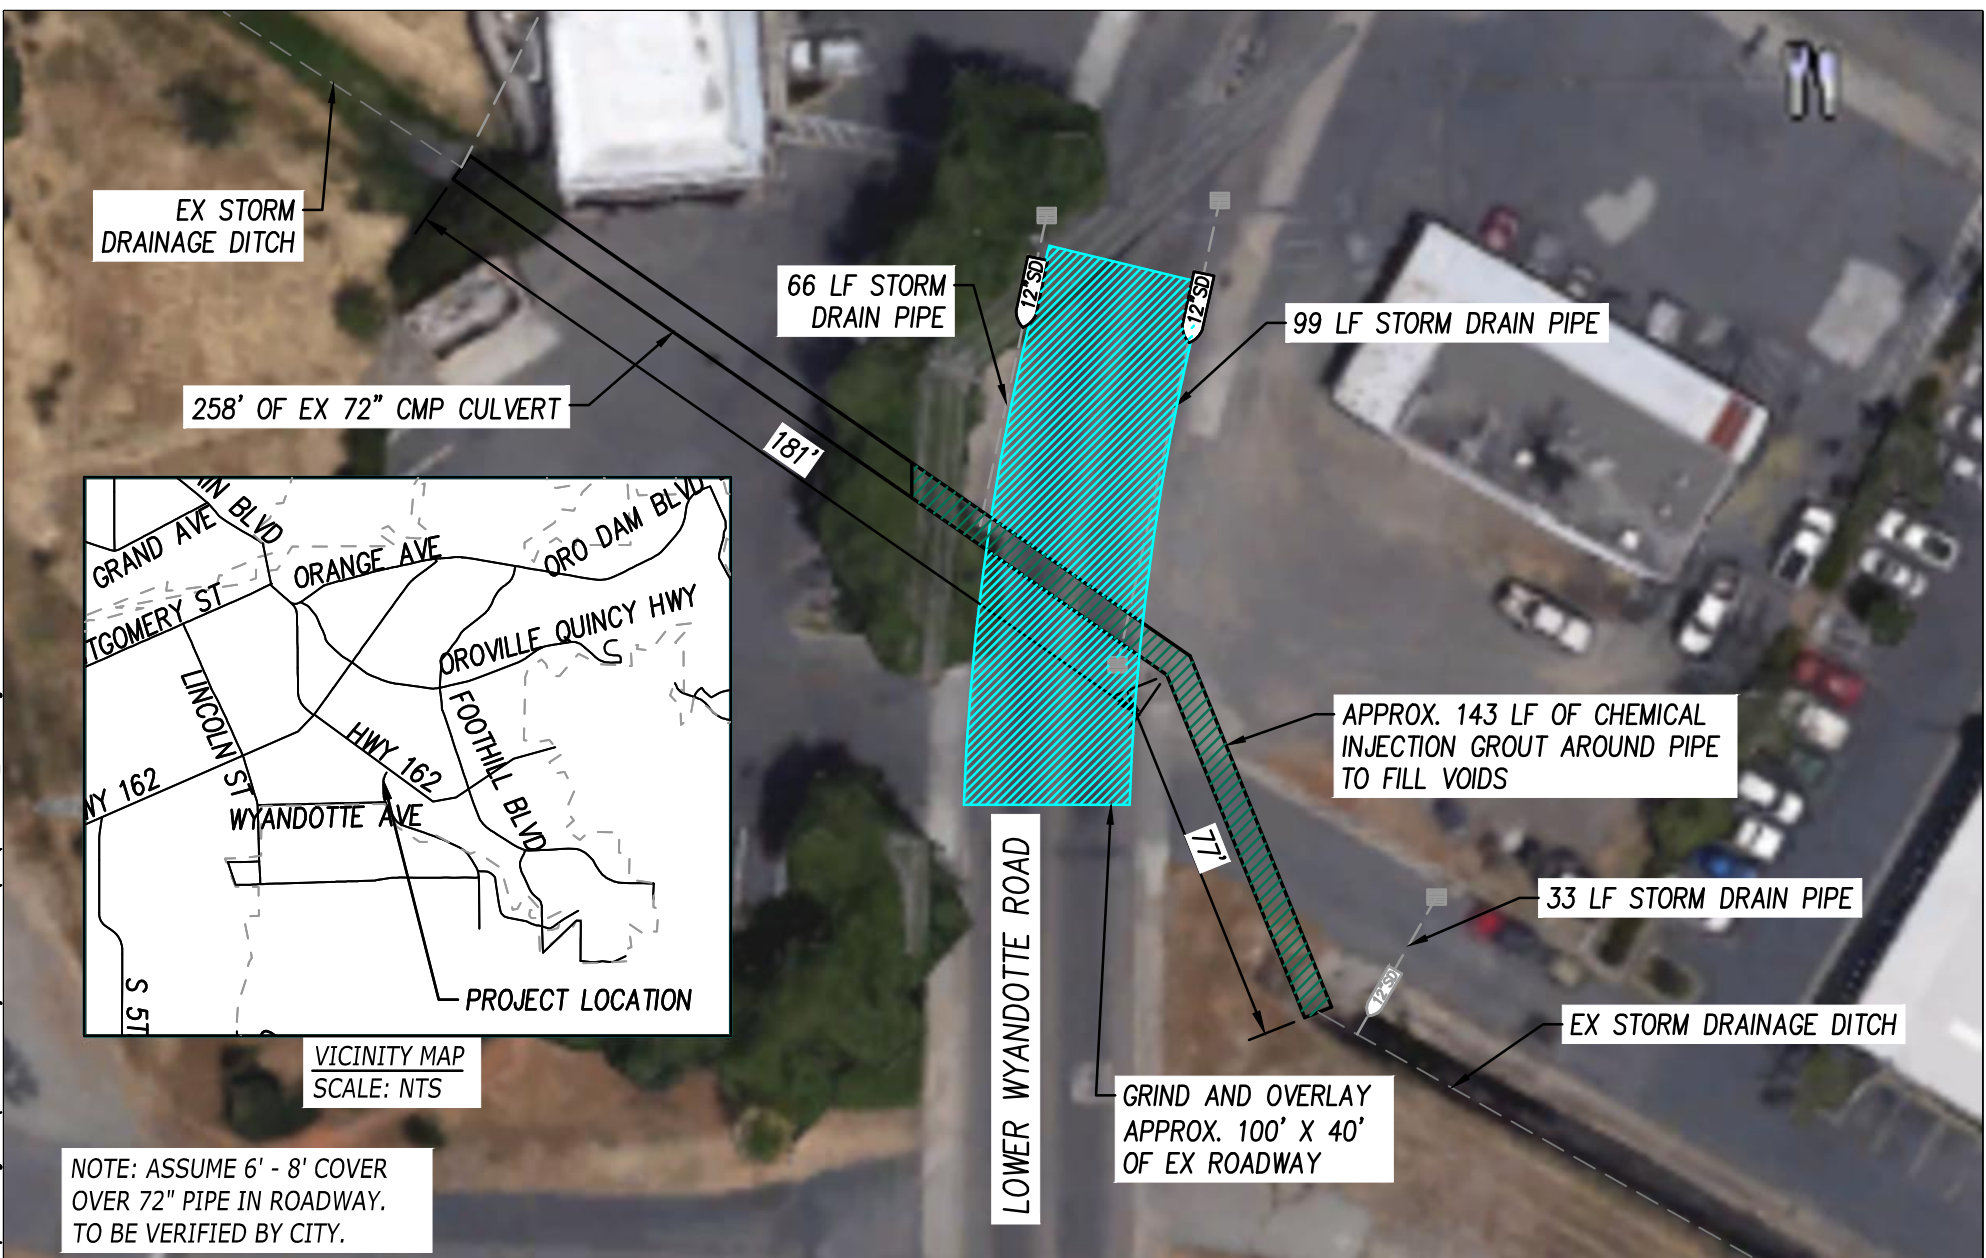 EX STORM
DRAINAGE DITCH
66 LF STORM
DRAIN PIPE
12"SD
12"SD
99 LF STORM DRAIN PIPE
258' OF EX 72" CMP CULVERT
181'
GRAND AVE
IN BLVD
ORANGE AVE
ORO DAM BLVD
TGOMERY ST
OROVILLE QUINCY HWY
LINCOLN ST
FOOTHILL BLVD
HWY 162
WY 162
WYANDOTTE AVE
S 5T
PROJECT LOCATION
VICINITY MAP
SCALE: NTS
APPROX. 143 LF OF CHEMICAL
INJECTION GROUT AROUND PIPE
TO FILL VOIDS
77'
33 LF STORM DRAIN PIPE
12"SD
EX STORM DRAINAGE DITCH
LOWER WYANDOTTE ROAD
GRIND AND OVERLAY
APPROX. 100' X 40'
OF EX ROADWAY
NOTE: ASSUME 6' - 8' COVER
OVER 72" PIPE IN ROADWAY.
TO BE VERIFIED BY CITY.